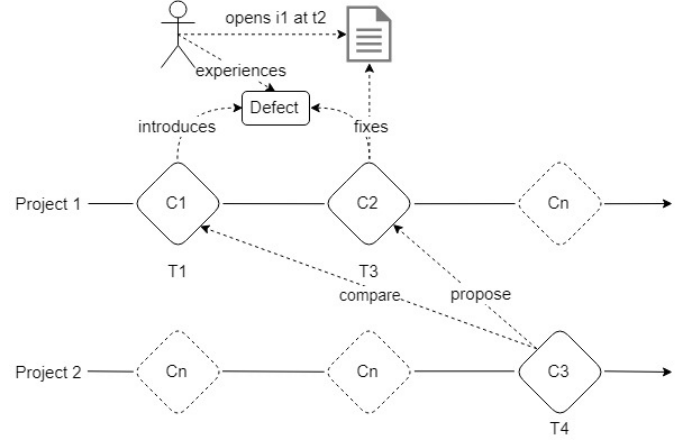 opens i1 at t2
experiences
Defect
introduces
fixes
Project 1
C1
C2
Cn
T1
T3
compare
propose
Project 2
Cn
Cn
C3
T4